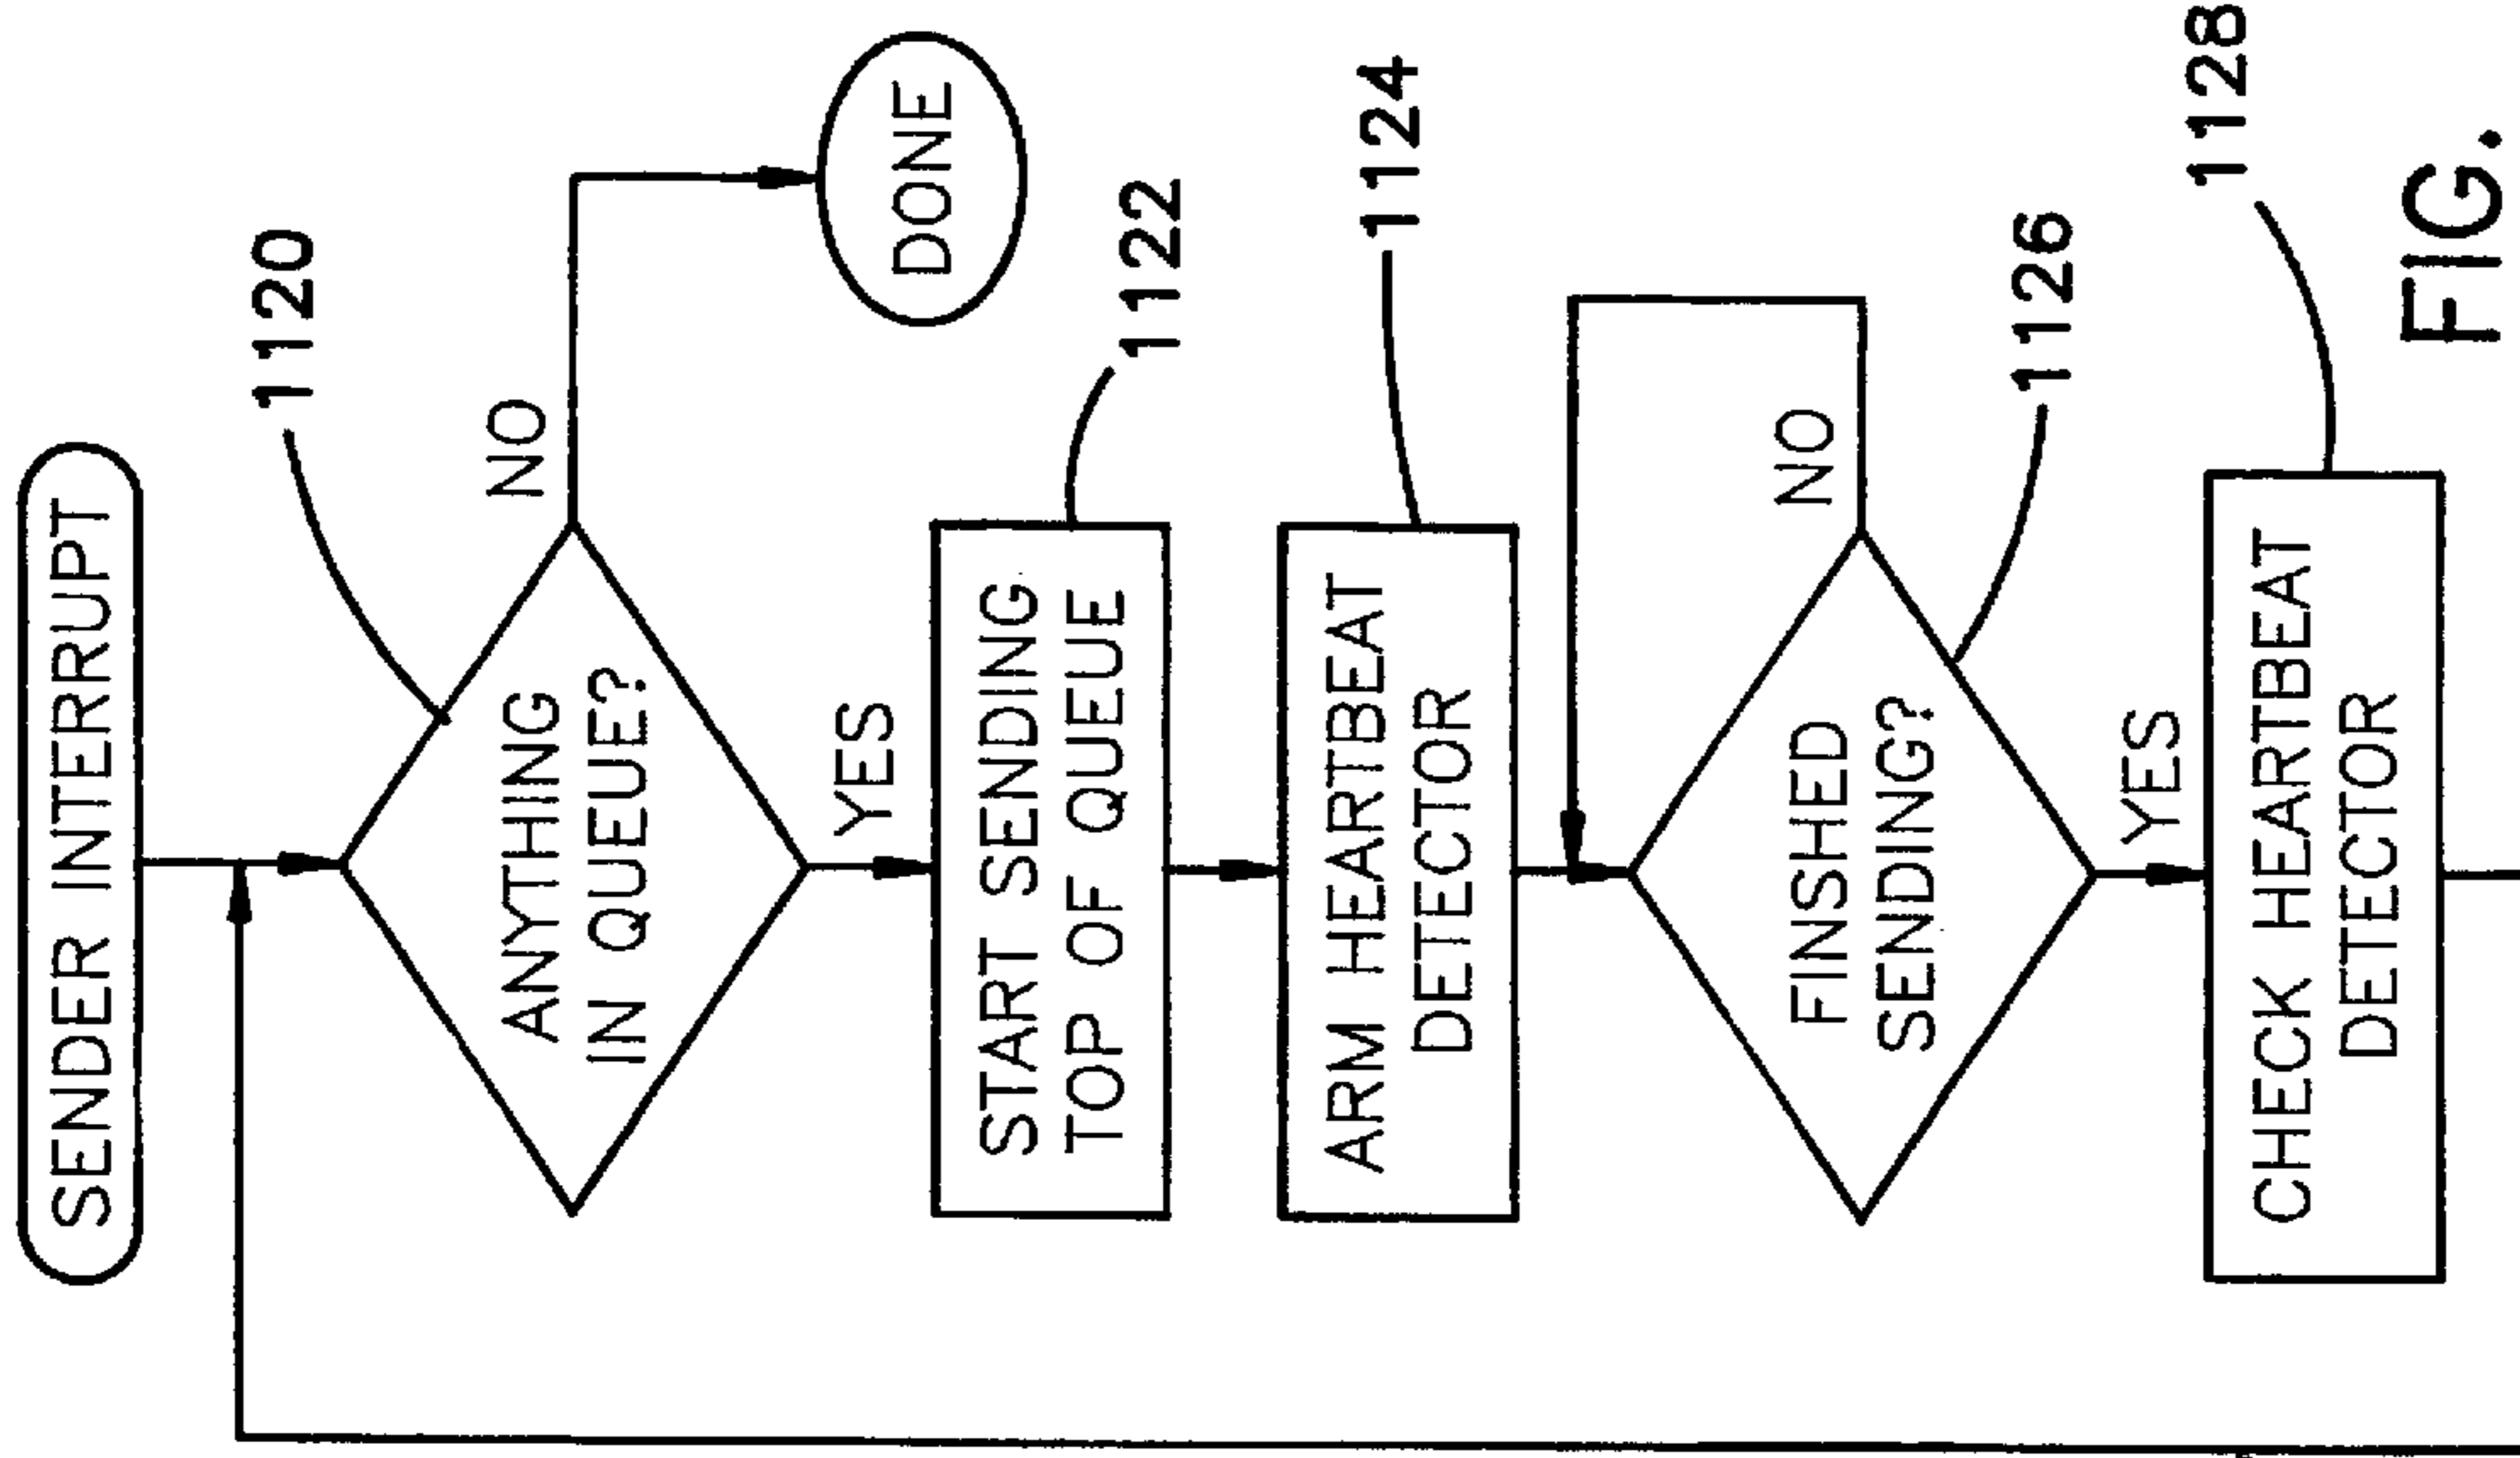 SENDER INTERRUPT
1120
ANYTHING
IN QUEUE?
NO
DONE
YES
START SENDING
TOP OF QUEUE
1122
ARM HEARTBEAT
DETECTOR
1124
FINISHED
SENDING?
NO
1126
YES
CHECK HEARTBEAT
DETECTOR
1128
FIG.